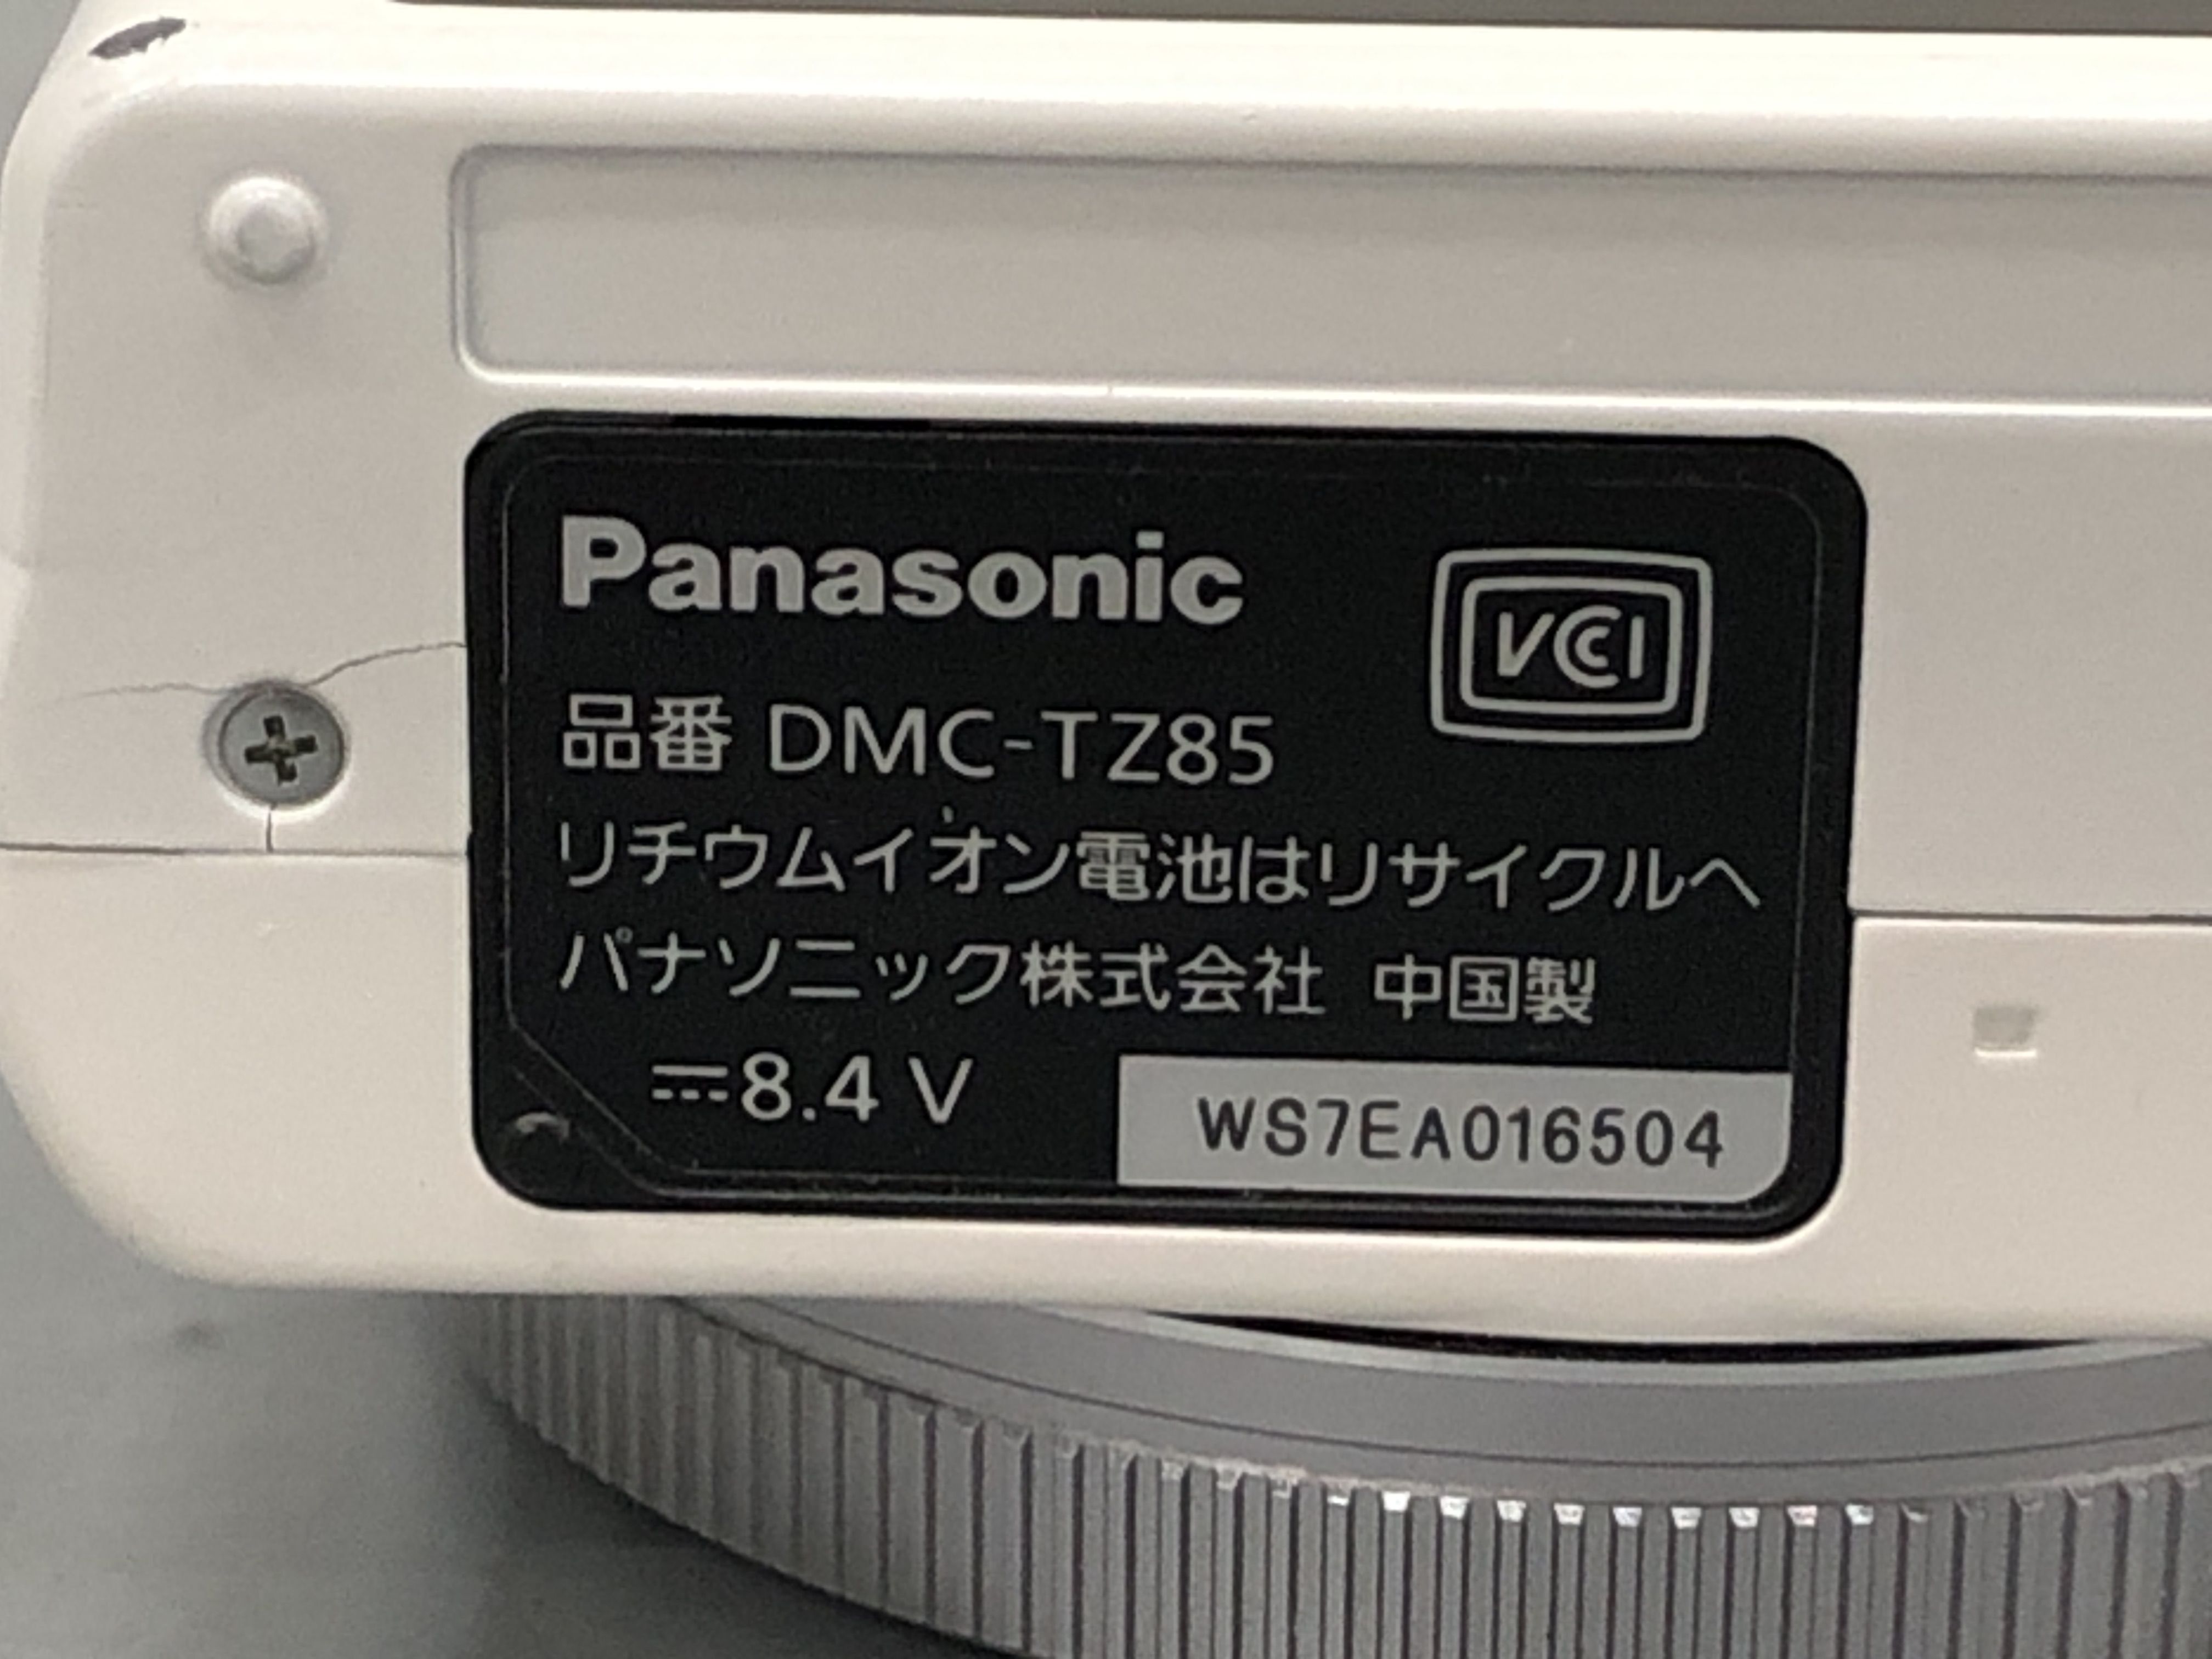 Panasonic
VCCI
品番 DMC-TZ85
リチウムイオン電池はリサイクルへ
パナソニック株式会社 中国製
⎓8.4 V
WS7EA016504